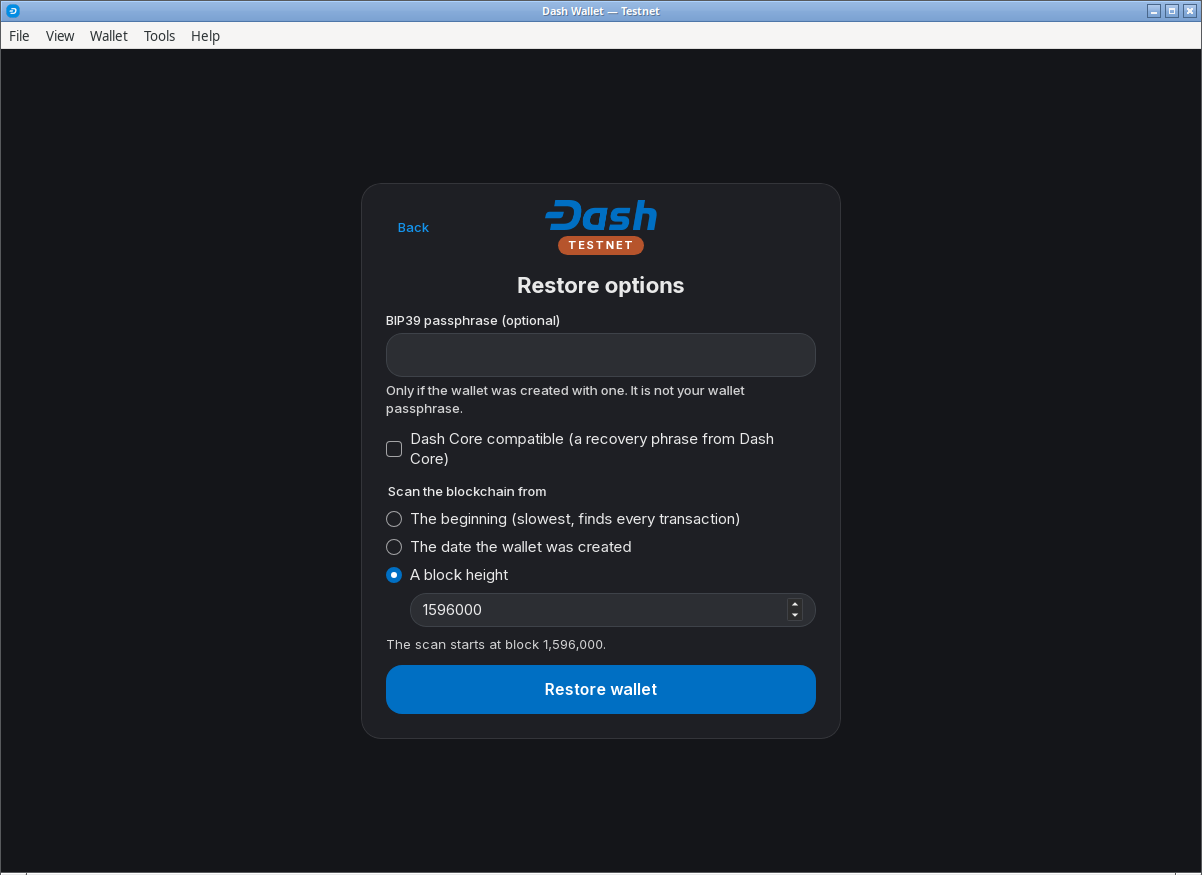 Dash Wallet — Testnet
File View Wallet Tools Help
Back
Dash
TESTNET
Restore options
BIP39 passphrase (optional)
Only if the wallet was created with one. It is not your wallet
passphrase.
Dash Core compatible (a recovery phrase from Dash
Core)
Scan the blockchain from
The beginning (slowest, finds every transaction)
The date the wallet was created
A block height
1596000
The scan starts at block 1,596,000.
Restore wallet